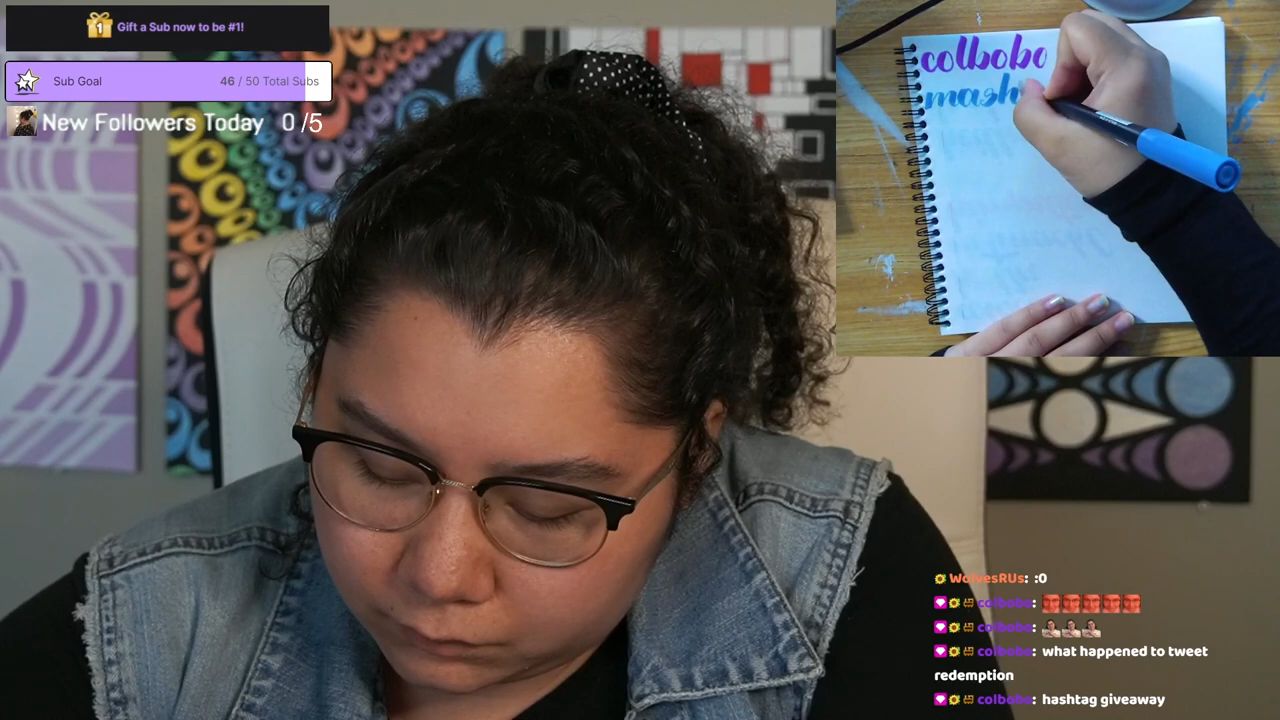 Gift a Sub now to be #1!
Sub Goal 46 / 50 Total Subs
New Followers Today 0 /5
colbobo
mash
WolvesRUs: :0
colbobo:
colbobo:
colbobo: what happened to tweet
redemption
colbobo: hashtag giveaway